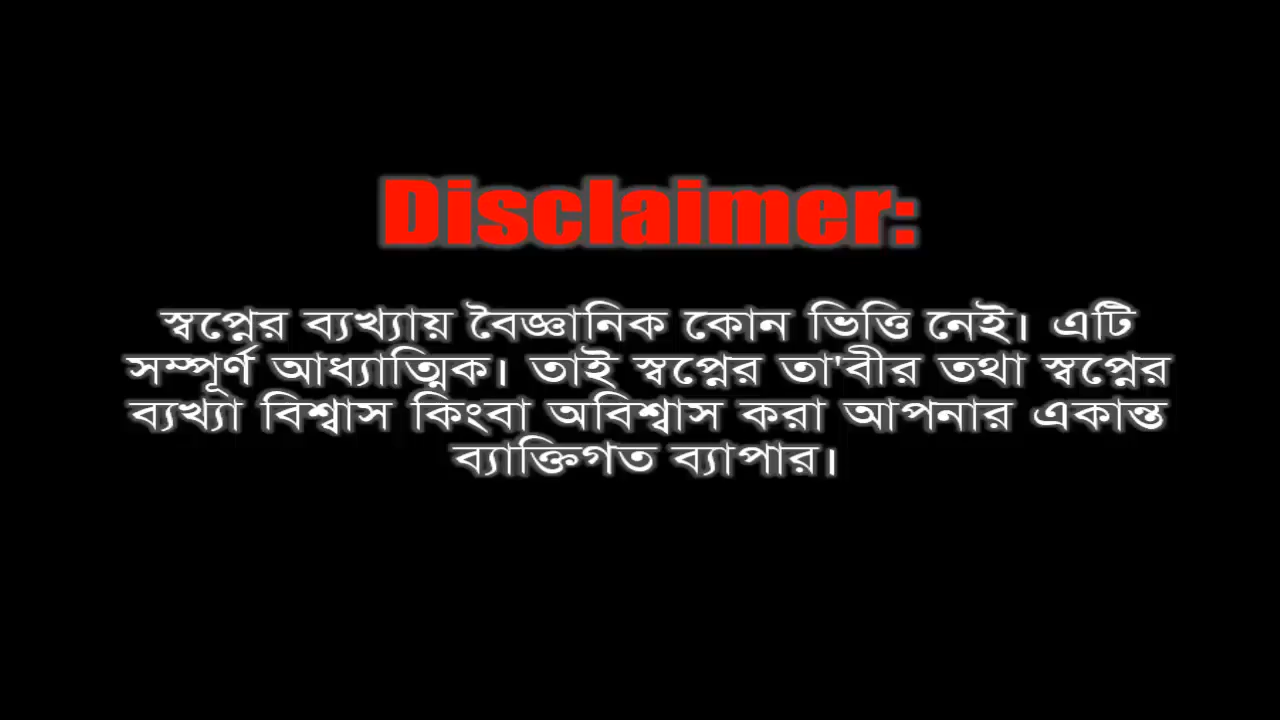 Disclaimer:
স্বপ্নের ব্যখ্যায় বৈজ্ঞানিক কোন ভিত্তি নেই। এটি
সম্পূর্ণ আধ্যাত্মিক। তাই স্বপ্নের তা'বীর তথা স্বপ্নের
ব্যখ্যা বিশ্বাস কিংবা অবিশ্বাস করা আপনার একান্ত
ব্যাক্তিগত ব্যাপার।